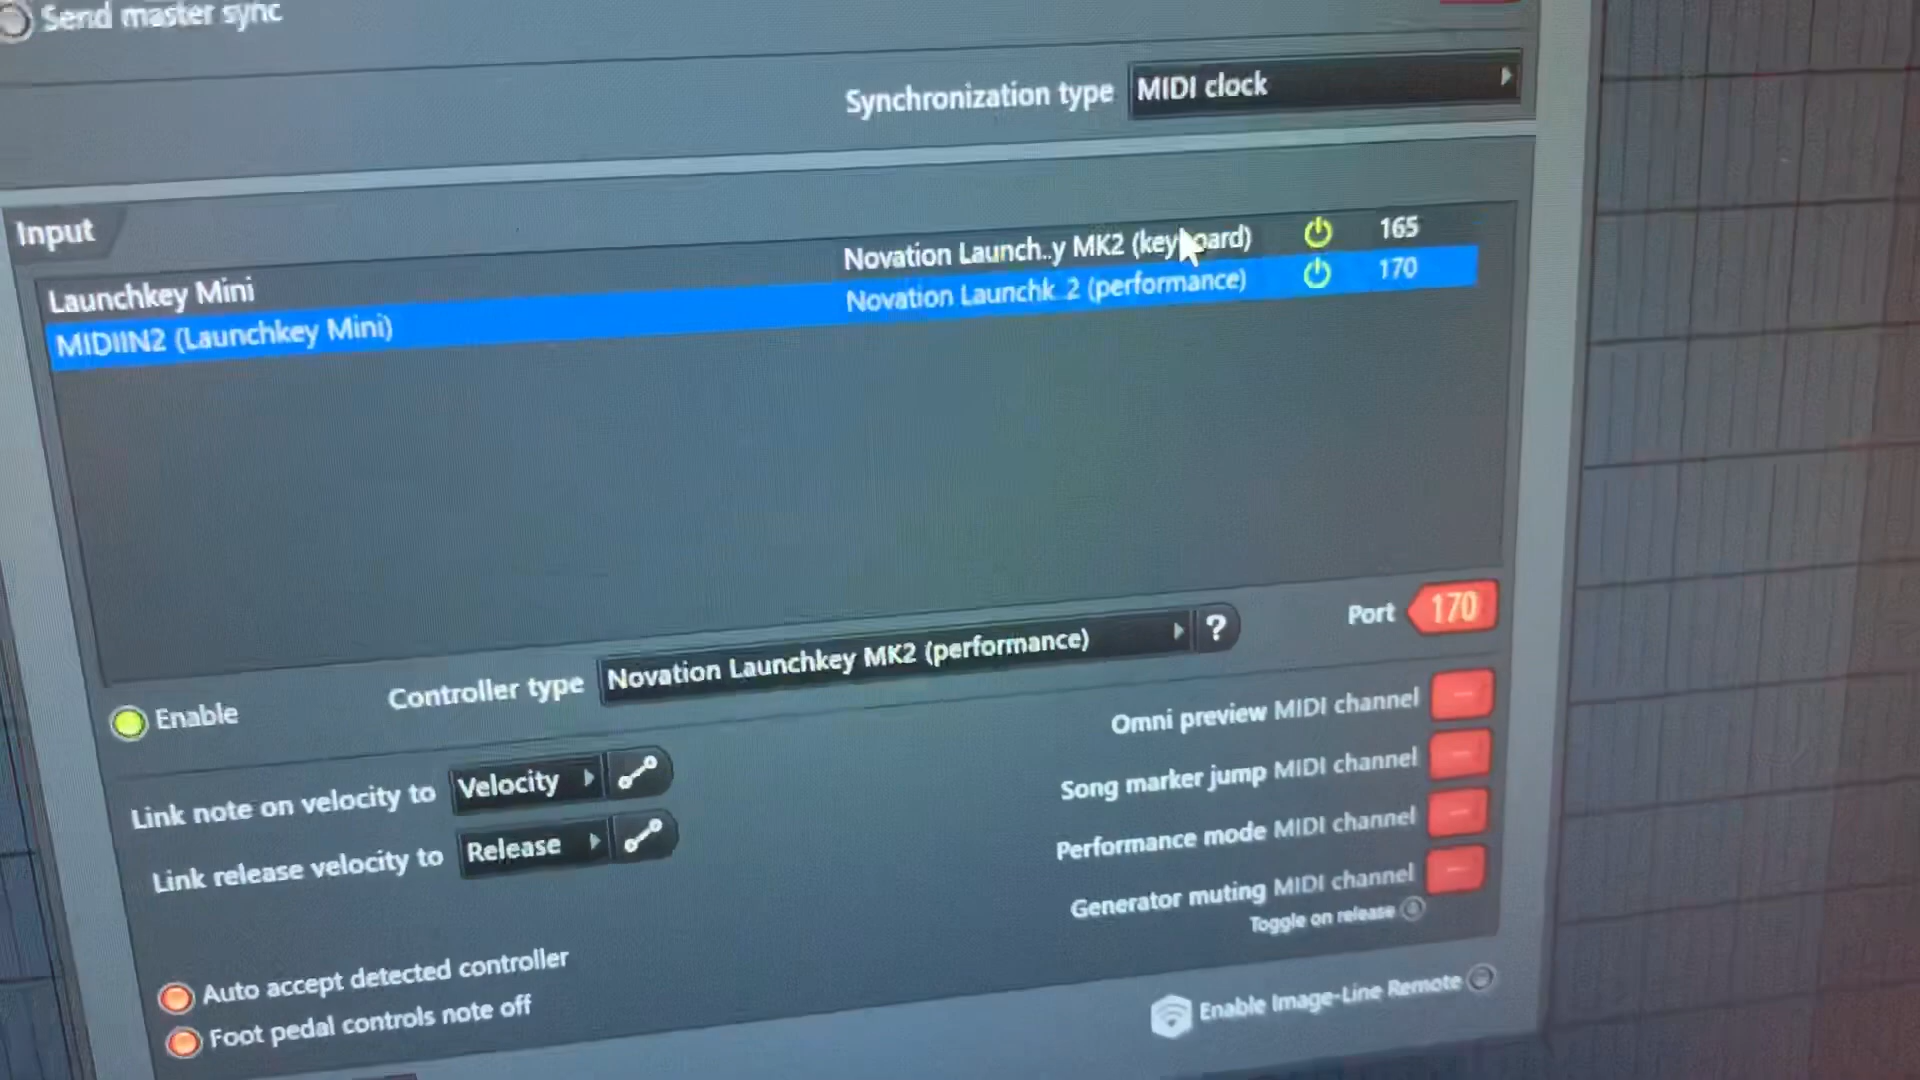 Send master sync
Synchronization type MIDI clock
Input
Launchkey Mini Novation Launch..y MK2 (keyboard) 165
MIDIIN2 (Launchkey Mini) Novation Launchk 2 (performance) 170
Enable Controller type Novation Launchkey MK2 (performance) ? Port 170
Omni preview MIDI channel
Link note on velocity to Velocity Song marker jump MIDI channel
Link release velocity to Release Performance mode MIDI channel
Generator muting MIDI channel
Toggle on release
Auto accept detected controller
Foot pedal controls note off
Enable Image-Line Remote